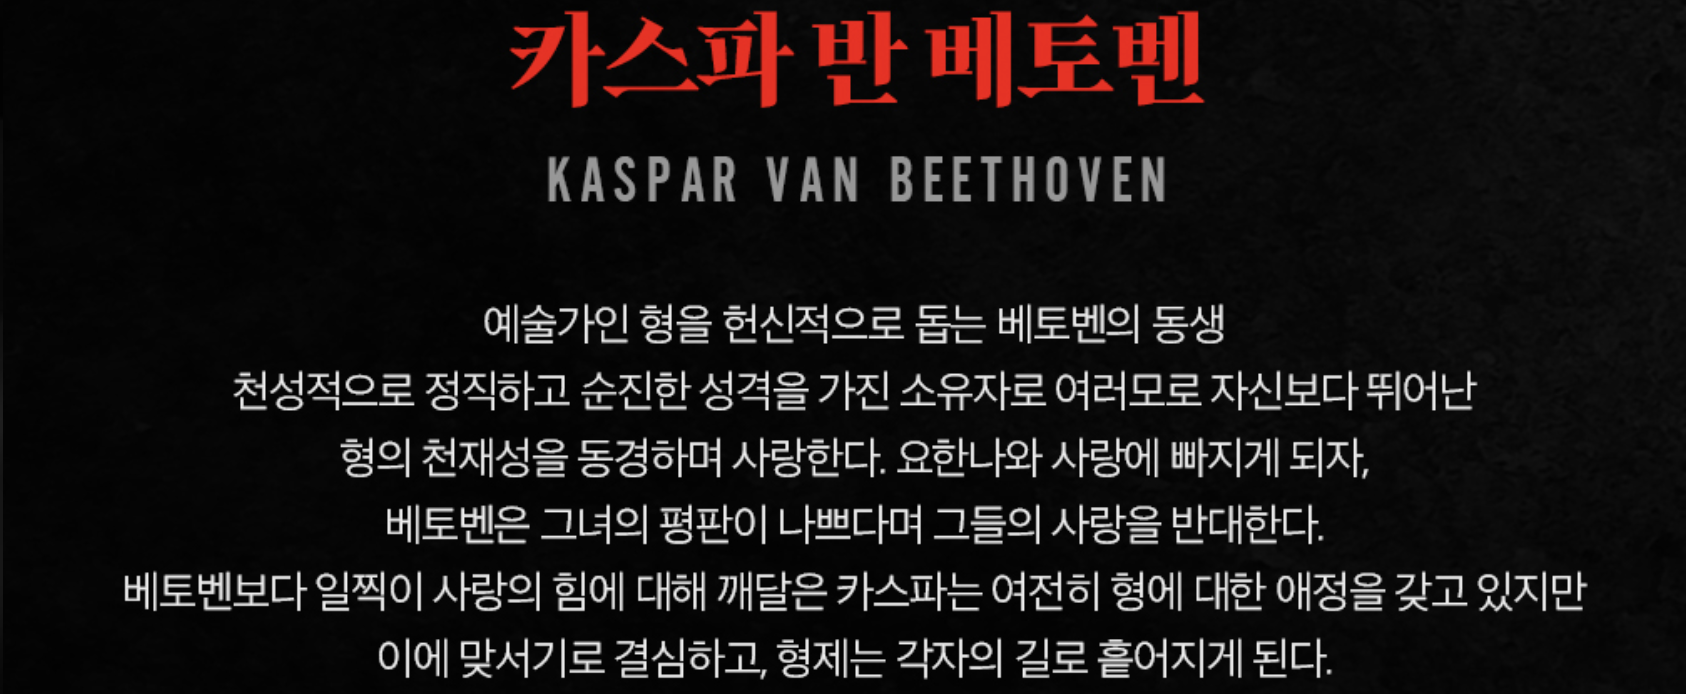 카스파 반 베토벤
KASPAR VAN BEETHOVEN
예술가인 형을 헌신적으로 돕는 베토벤의 동생
천성적으로 정직하고 순진한 성격을 가진 소유자로 여러모로 자신보다 뛰어난
형의 천재성을 동경하며 사랑한다. 요한나와 사랑에 빠지게 되자,
베토벤은 그녀의 평판이 나쁘다며 그들의 사랑을 반대한다.
베토벤보다 일찍이 사랑의 힘에 대해 깨달은 카스파는 여전히 형에 대한 애정을 갖고 있지만
이에 맞서기로 결심하고, 형제는 각자의 길로 흩어지게 된다.